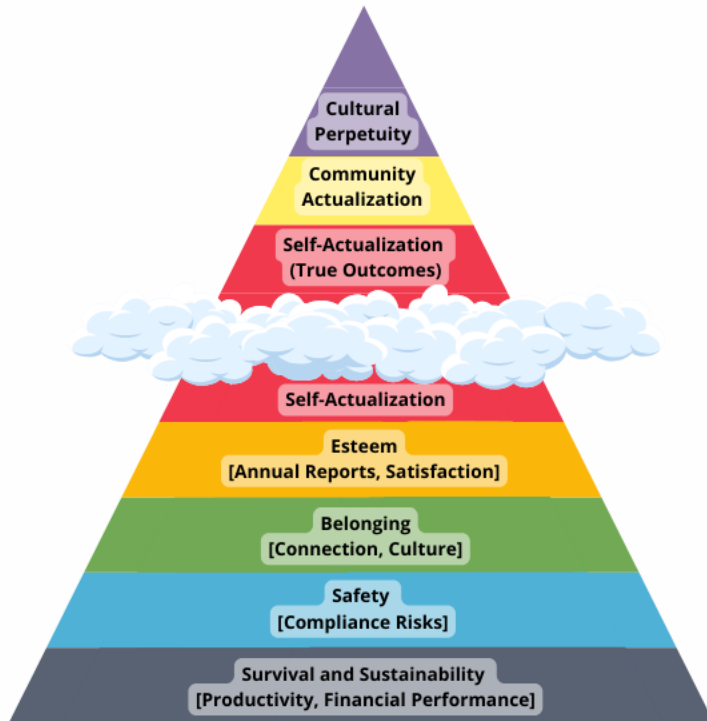 Cultural
Perpetuity
Community
Actualization
Self-Actualization
(True Outcomes)
Self-Actualization
Esteem
[Annual Reports, Satisfaction]
Belonging
[Connection, Culture]
Safety
[Compliance Risks]
Survival and Sustainability
[Productivity, Financial Performance]